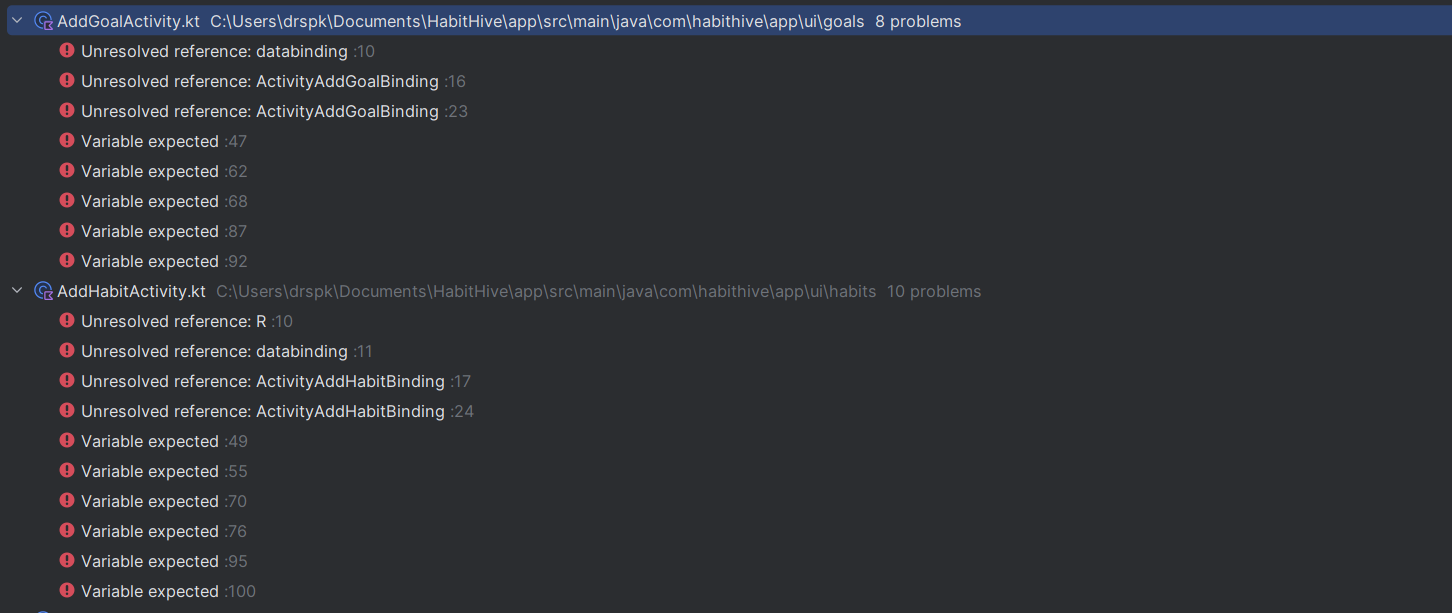 AddGoalActivity.kt C:\Users\drspk\Documents\HabitHive\app\src\main\java\com\habithive\app\ui\goals 8 problems
Unresolved reference: databinding :10
Unresolved reference: ActivityAddGoalBinding :16
Unresolved reference: ActivityAddGoalBinding :23
Variable expected :47
Variable expected :62
Variable expected :68
Variable expected :87
Variable expected :92
AddHabitActivity.kt C:\Users\drspk\Documents\HabitHive\app\src\main\java\com\habithive\app\ui\habits 10 problems
Unresolved reference: R :10
Unresolved reference: databinding :11
Unresolved reference: ActivityAddHabitBinding :17
Unresolved reference: ActivityAddHabitBinding :24
Variable expected :49
Variable expected :55
Variable expected :70
Variable expected :76
Variable expected :95
Variable expected :100